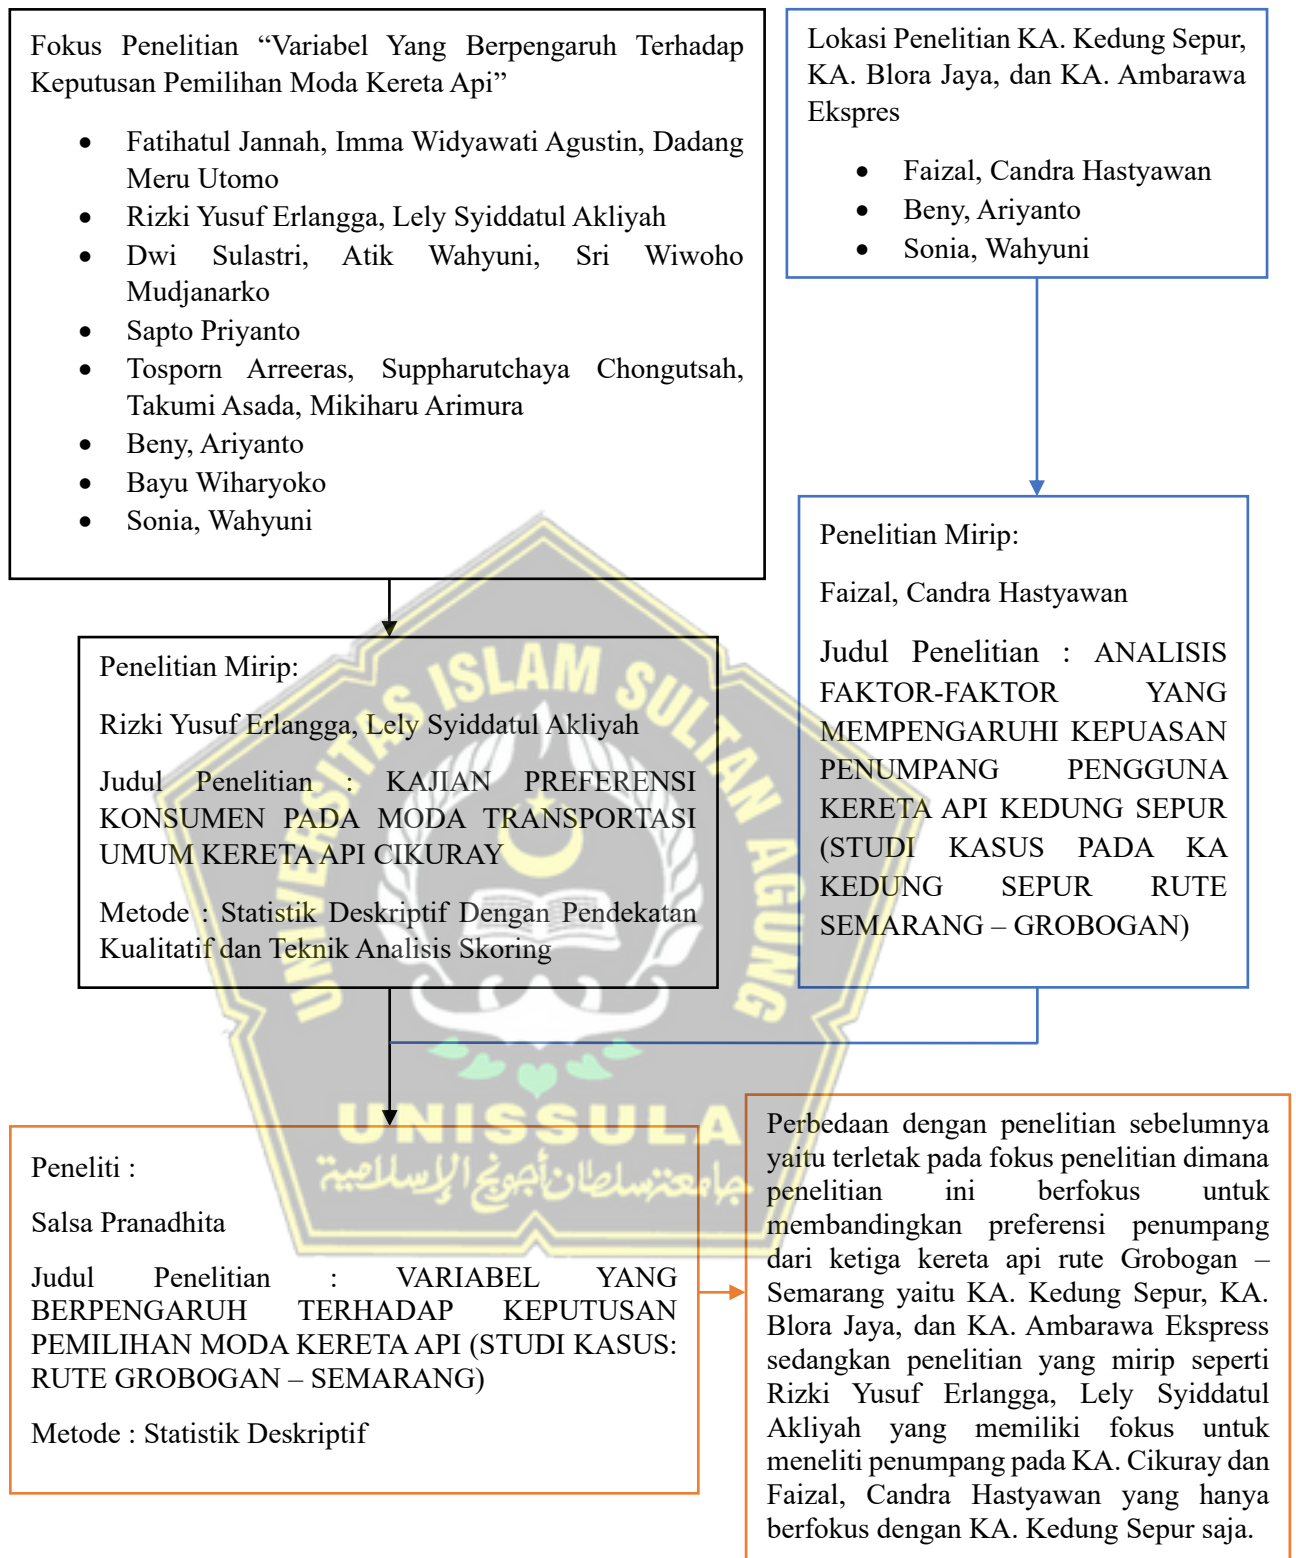 Fokus Penelitian “Variabel Yang Berpengaruh Terhadap
Keputusan Pemilihan Moda Kereta Api”
• Fatihatul Jannah, Imma Widyawati Agustin, Dadang
Meru Utomo
• Rizki Yusuf Erlangga, Lely Syiddatul Akliyah
• Dwi Sulastri, Atik Wahyuni, Sri Wiwoho
Mudjanarko
• Sapto Priyanto
• Tosporn Arreeras, Suppharutchaya Chongutsah,
Takumi Asada, Mikiharu Arimura
• Beny, Ariyanto
• Bayu Wiharyoko
• Sonia, Wahyuni
Lokasi Penelitian KA. Kedung Sepur,
KA. Blora Jaya, dan KA. Ambarawa
Ekspres
• Faizal, Candra Hastyawan
• Beny, Ariyanto
• Sonia, Wahyuni
Penelitian Mirip:
Rizki Yusuf Erlangga, Lely Syiddatul Akliyah
Judul Penelitian : KAJIAN PREFERENSI
KONSUMEN PADA MODA TRANSPORTASI
UMUM KERETA API CIKURAY
Metode : Statistik Deskriptif Dengan Pendekatan
Kualitatif dan Teknik Analisis Skoring
Penelitian Mirip:
Faizal, Candra Hastyawan
Judul Penelitian : ANALISIS
FAKTOR-FAKTOR YANG
MEMPENGARUHI KEPUASAN
PENUMPANG PENGGUNA
KERETA API KEDUNG SEPUR
(STUDI KASUS PADA KA
KEDUNG SEPUR RUTE
SEMARANG – GROBOGAN)
UNIVERSITAS ISLAM SULTAN AGUNG
UNISSULA
جامعة سلطان أجونج الإسلامية
Peneliti :
Salsa Pranadhita
Judul Penelitian : VARIABEL YANG
BERPENGARUH TERHADAP KEPUTUSAN
PEMILIHAN MODA KERETA API (STUDI KASUS:
RUTE GROBOGAN – SEMARANG)
Metode : Statistik Deskriptif
Perbedaan dengan penelitian sebelumnya
yaitu terletak pada fokus penelitian dimana
penelitian ini berfokus untuk
membandingkan preferensi penumpang
dari ketiga kereta api rute Grobogan –
Semarang yaitu KA. Kedung Sepur, KA.
Blora Jaya, dan KA. Ambarawa Ekspress
sedangkan penelitian yang mirip seperti
Rizki Yusuf Erlangga, Lely Syiddatul
Akliyah yang memiliki fokus untuk
meneliti penumpang pada KA. Cikuray dan
Faizal, Candra Hastyawan yang hanya
berfokus dengan KA. Kedung Sepur saja.